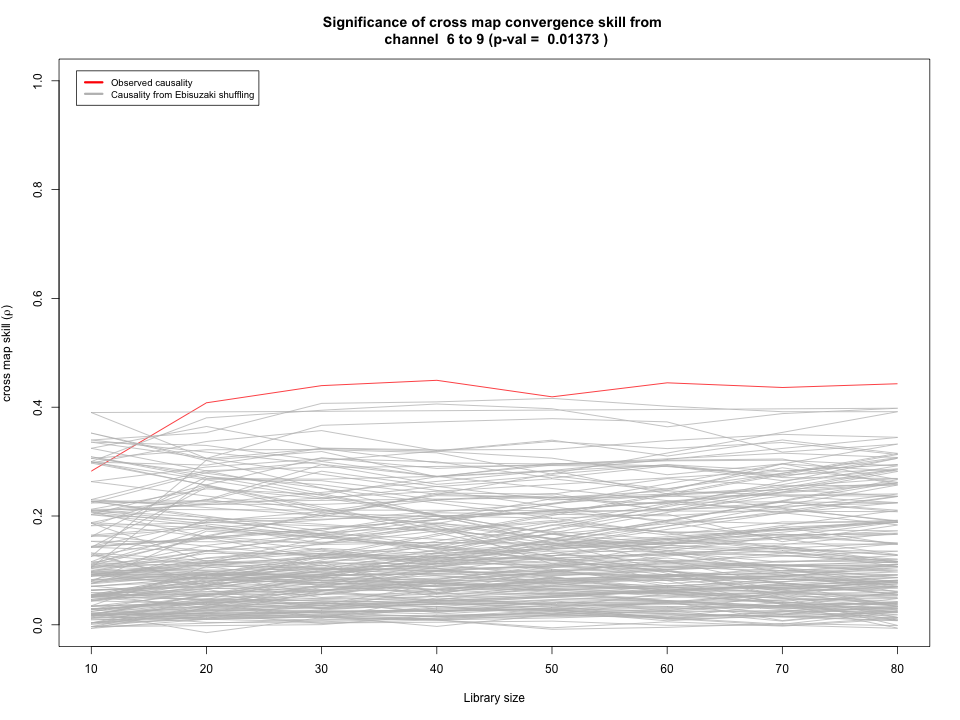 Significance of cross map convergence skill from
channel  6 to 9 (p-val =  0.01373 )
Observed causality
Causality from Ebisuzaki shuffling
cross map skill (ρ)
1.0
0.8
0.6
0.4
0.2
0.0
10 20 30 40 50 60 70 80
Library size